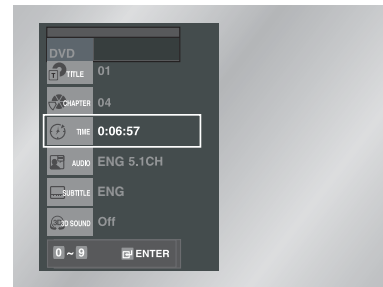 DVD
TITLE 01
CHAPTER 04
TIME 0:06:57
AUDIO ENG 5.1CH
SUBTITLE ENG
3D SOUND Off
0 ~ 9 ENTER